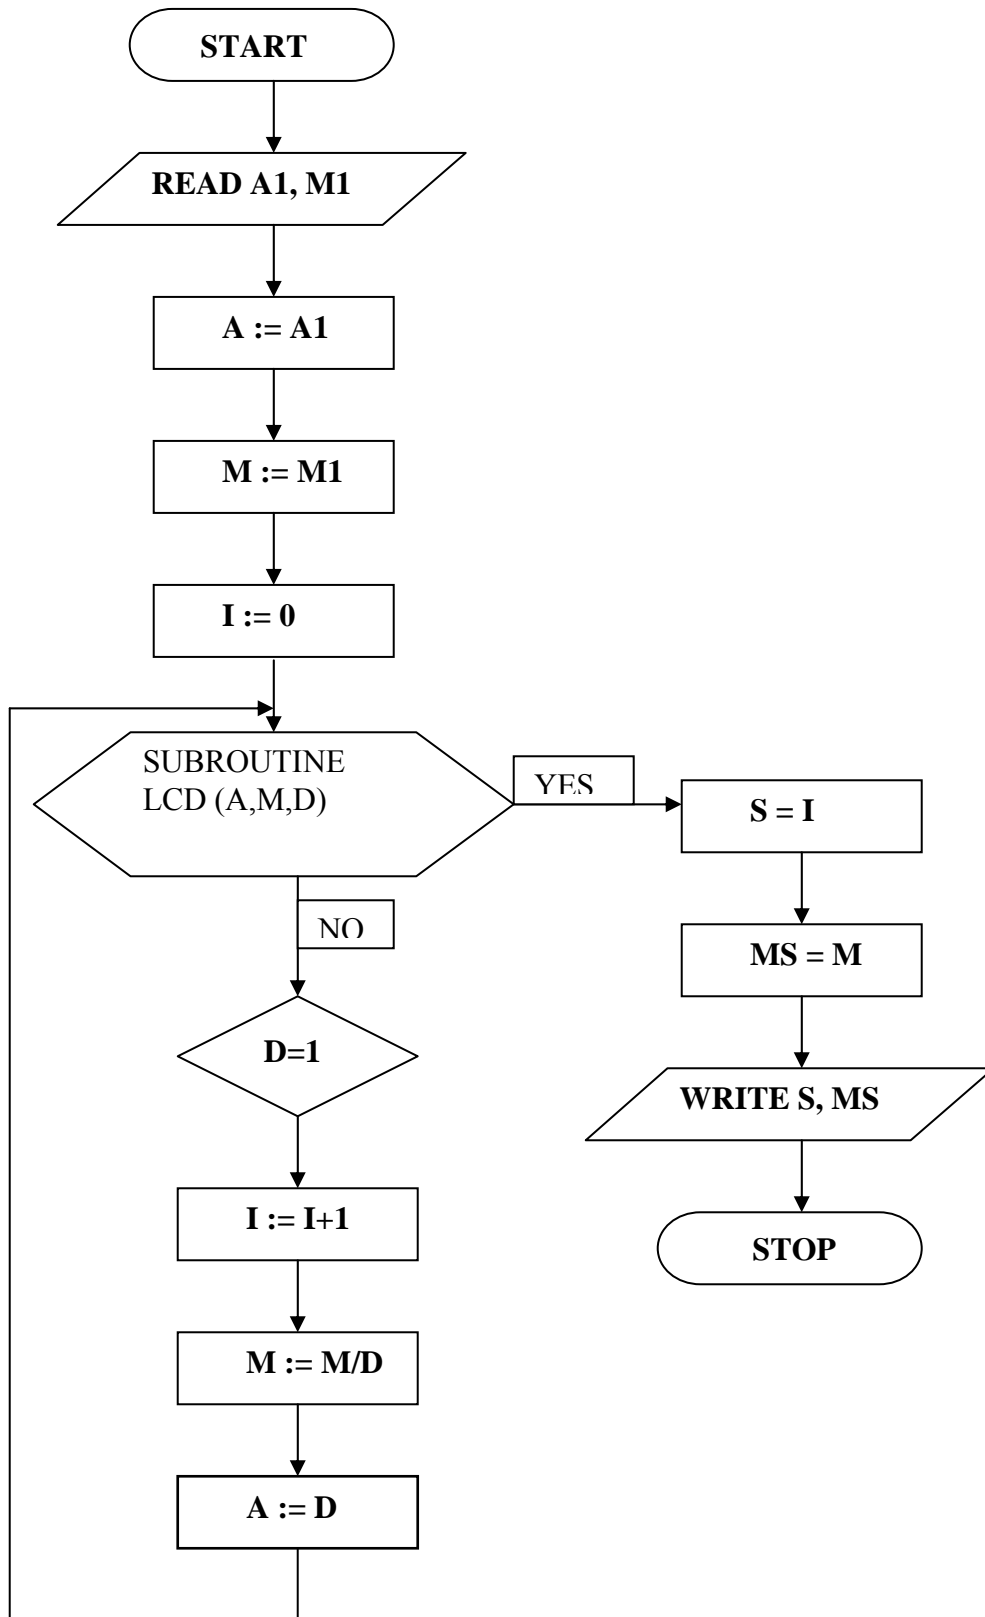 START
READ A1, M1
A := A1
M := M1
I := 0
SUBROUTINE
LCD (A,M,D)
YES
NO
D=1
I := I+1
M := M/D
A := D
S = I
MS = M
WRITE S, MS
STOP